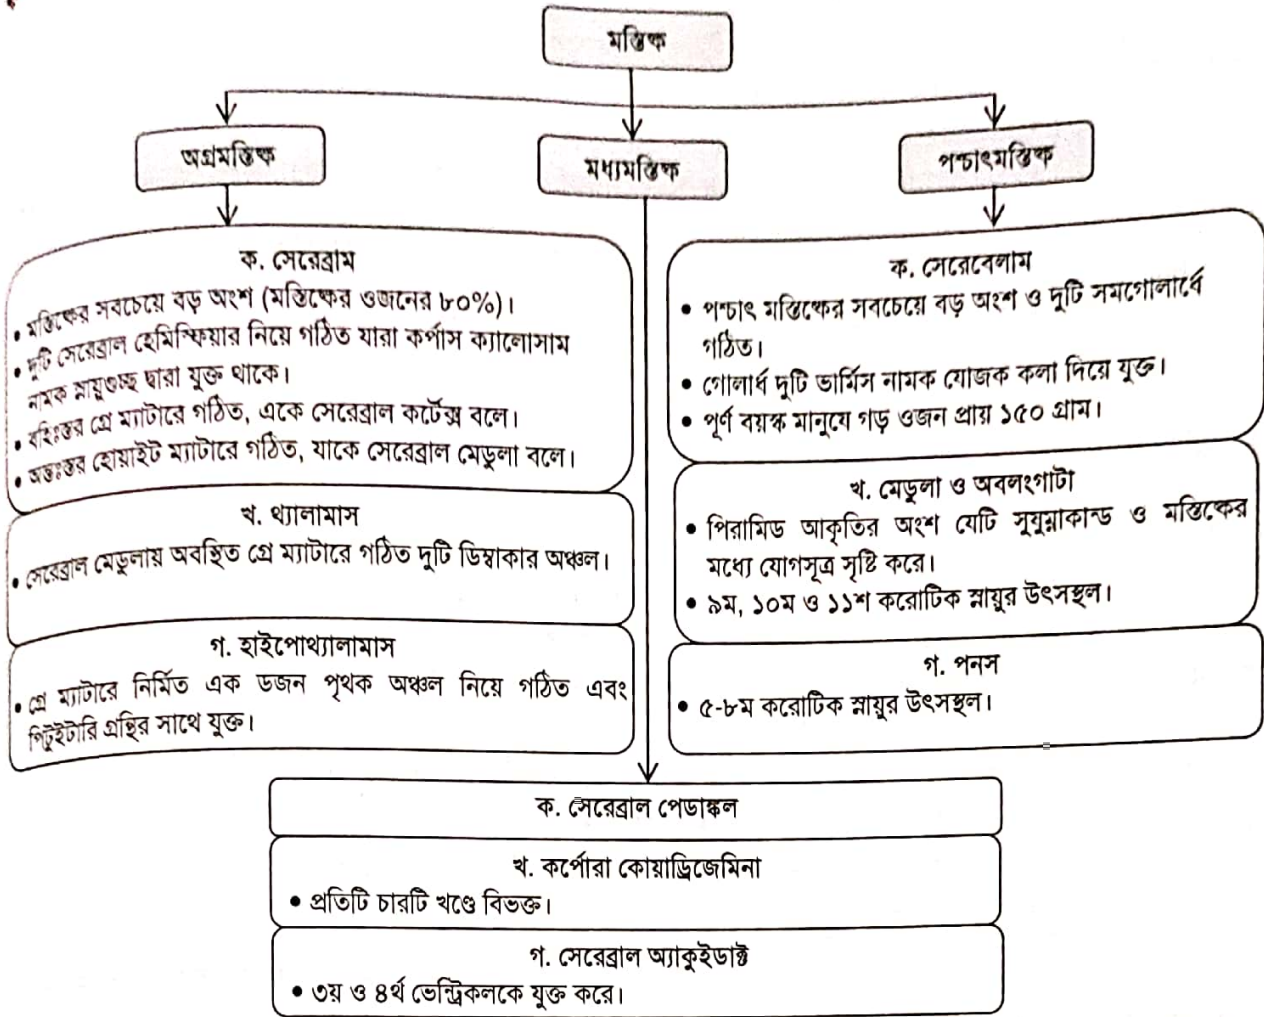 মস্তিষ্ক
অগ্রমস্তিষ্ক
মধ্যমস্তিষ্ক
পশ্চাৎমস্তিষ্ক
ক. সেরেব্রাম
• মস্তিষ্কের সবচেয়ে বড় অংশ (মস্তিষ্কের ওজনের ৮০%)।
• দুটি সেরেব্রাল হেমিস্ফিয়ার নিয়ে গঠিত যারা কর্পাস ক্যালোসাম
নামক স্নায়ুগুচ্ছ দ্বারা যুক্ত থাকে।
• বহিঃস্তর গ্রে ম্যাটারে গঠিত, একে সেরেব্রাল কর্টেক্স বলে।
• অন্তঃস্তর হোয়াইট ম্যাটারে গঠিত, যাকে সেরেব্রাল মেডুলা বলে।
খ. থ্যালামাস
• সেরেব্রাল মেডুলায় অবস্থিত গ্রে ম্যাটারে গঠিত দুটি ডিম্বাকার অঞ্চল।
গ. হাইপোথ্যালামাস
• গ্রে ম্যাটারে নির্মিত এক ডজন পৃথক অঞ্চল নিয়ে গঠিত এবং
পিটুইটারি গ্রন্থির সাথে যুক্ত।
ক. সেরেবেলাম
• পশ্চাৎ মস্তিষ্কের সবচেয়ে বড় অংশ ও দুটি সমগোলার্ধে
গঠিত।
• গোলার্ধ দুটি ভার্মিস নামক যোজক কলা দিয়ে যুক্ত।
• পূর্ণ বয়স্ক মানুষে গড় ওজন প্রায় ১৫০ গ্রাম।
খ. মেডুলা ও অবলংগাটা
• পিরামিড আকৃতির অংশ যেটি সুষুম্নাকান্ড ও মস্তিষ্কের
মধ্যে যোগসূত্র সৃষ্টি করে।
• ৯ম, ১০ম ও ১১শ করোটিক স্নায়ুর উৎসস্থল।
গ. পনস
• ৫-৮ম করোটিক স্নায়ুর উৎসস্থল।
ক. সেরেব্রাল পেডাঙ্কল
খ. কর্পোরা কোয়াড্রিজেমিনা
• প্রতিটি চারটি খণ্ডে বিভক্ত।
গ. সেরেব্রাল অ্যাকুইডাক্ট
• ৩য় ও ৪র্থ ভেন্ট্রিকলকে যুক্ত করে।